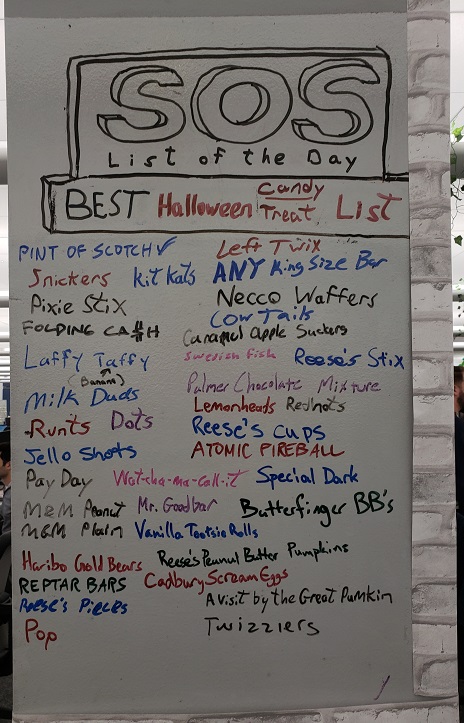 SOS
List of the Day
BEST Halloween Candy Treat List
PINT OF SCOTCH ✓ Left Twix
Snickers Kit Kats ANY King Size Bar
Pixie Stix Necco Waffers
Cow Tails
FOLDING CA$H Caramel Apple Suckers
Laffy Taffy Swedish Fish Reese's Stix
(Banana) Palmer Chocolate Mixture
Milk Duds Lemonheads Redhots
Runts Dots Reese's Cups
Jello Shots ATOMIC FIREBALL
Pay Day Wat-cha-ma-call-it Special Dark
M&M Peanut Mr. Goodbar Butterfinger BB's
M&M Plain Vanilla Tootsie Rolls
Haribo Gold Bears Reese's Peanut Butter Pumpkins
REPTAR BARS Cadbury Scream Eggs
Reese's Pieces A visit by the Great Pumkin
Pop Twizzlers